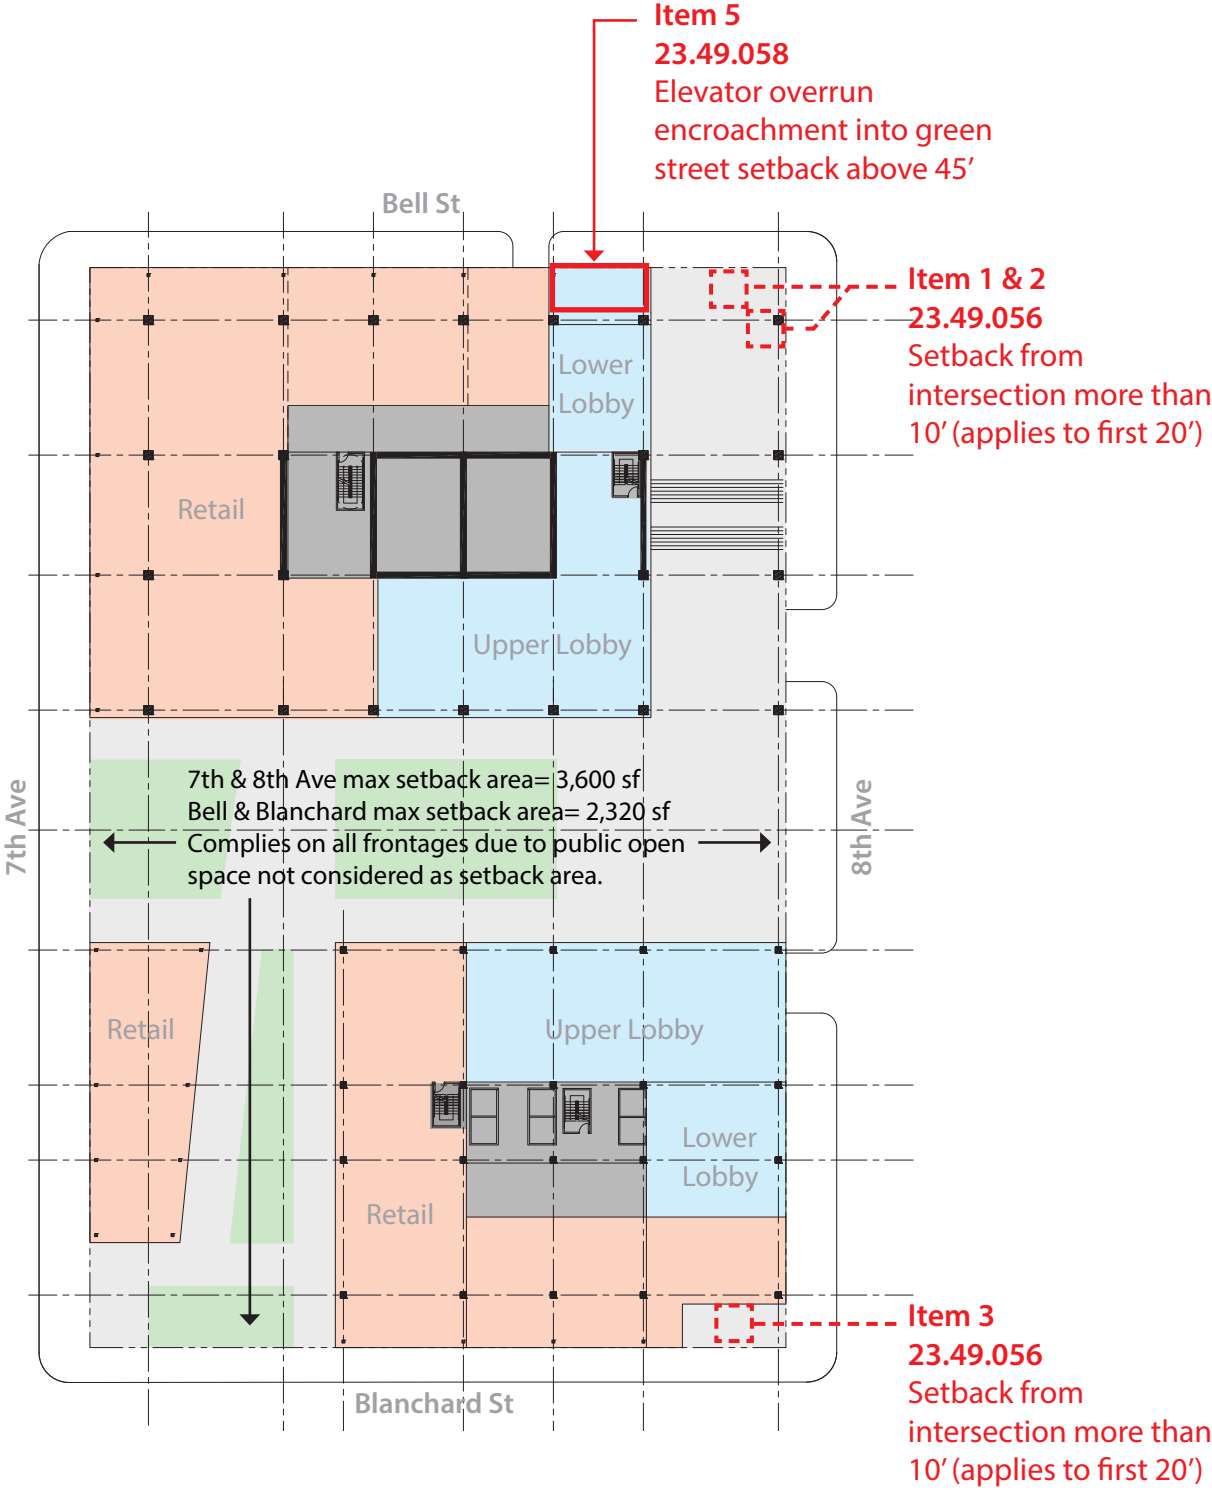 Item 5
23.49.058
Elevator overrun
encroachment into green
street setback above 45’
Bell St
Item 1 & 2
23.49.056
Setback from
intersection more than
10’ (applies to first 20’)
Lower
Lobby
Retail
Upper Lobby
7th Ave
7th & 8th Ave max setback area= 3,600 sf
Bell & Blanchard max setback area= 2,320 sf
Complies on all frontages due to public open
space not considered as setback area.
8th Ave
Retail
Upper Lobby
Lower
Lobby
Retail
Item 3
23.49.056
Setback from
intersection more than
10’ (applies to first 20’)
Blanchard St